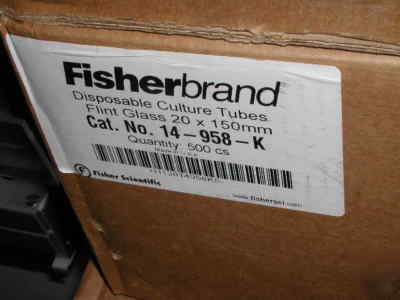 Fisherbrand
Disposable Culture Tubes
Flint Glass 20 x 150mm
Cat. No. 14-958-K
Quantity: 500 cs
Fisher Scientific
www.fishersci.com